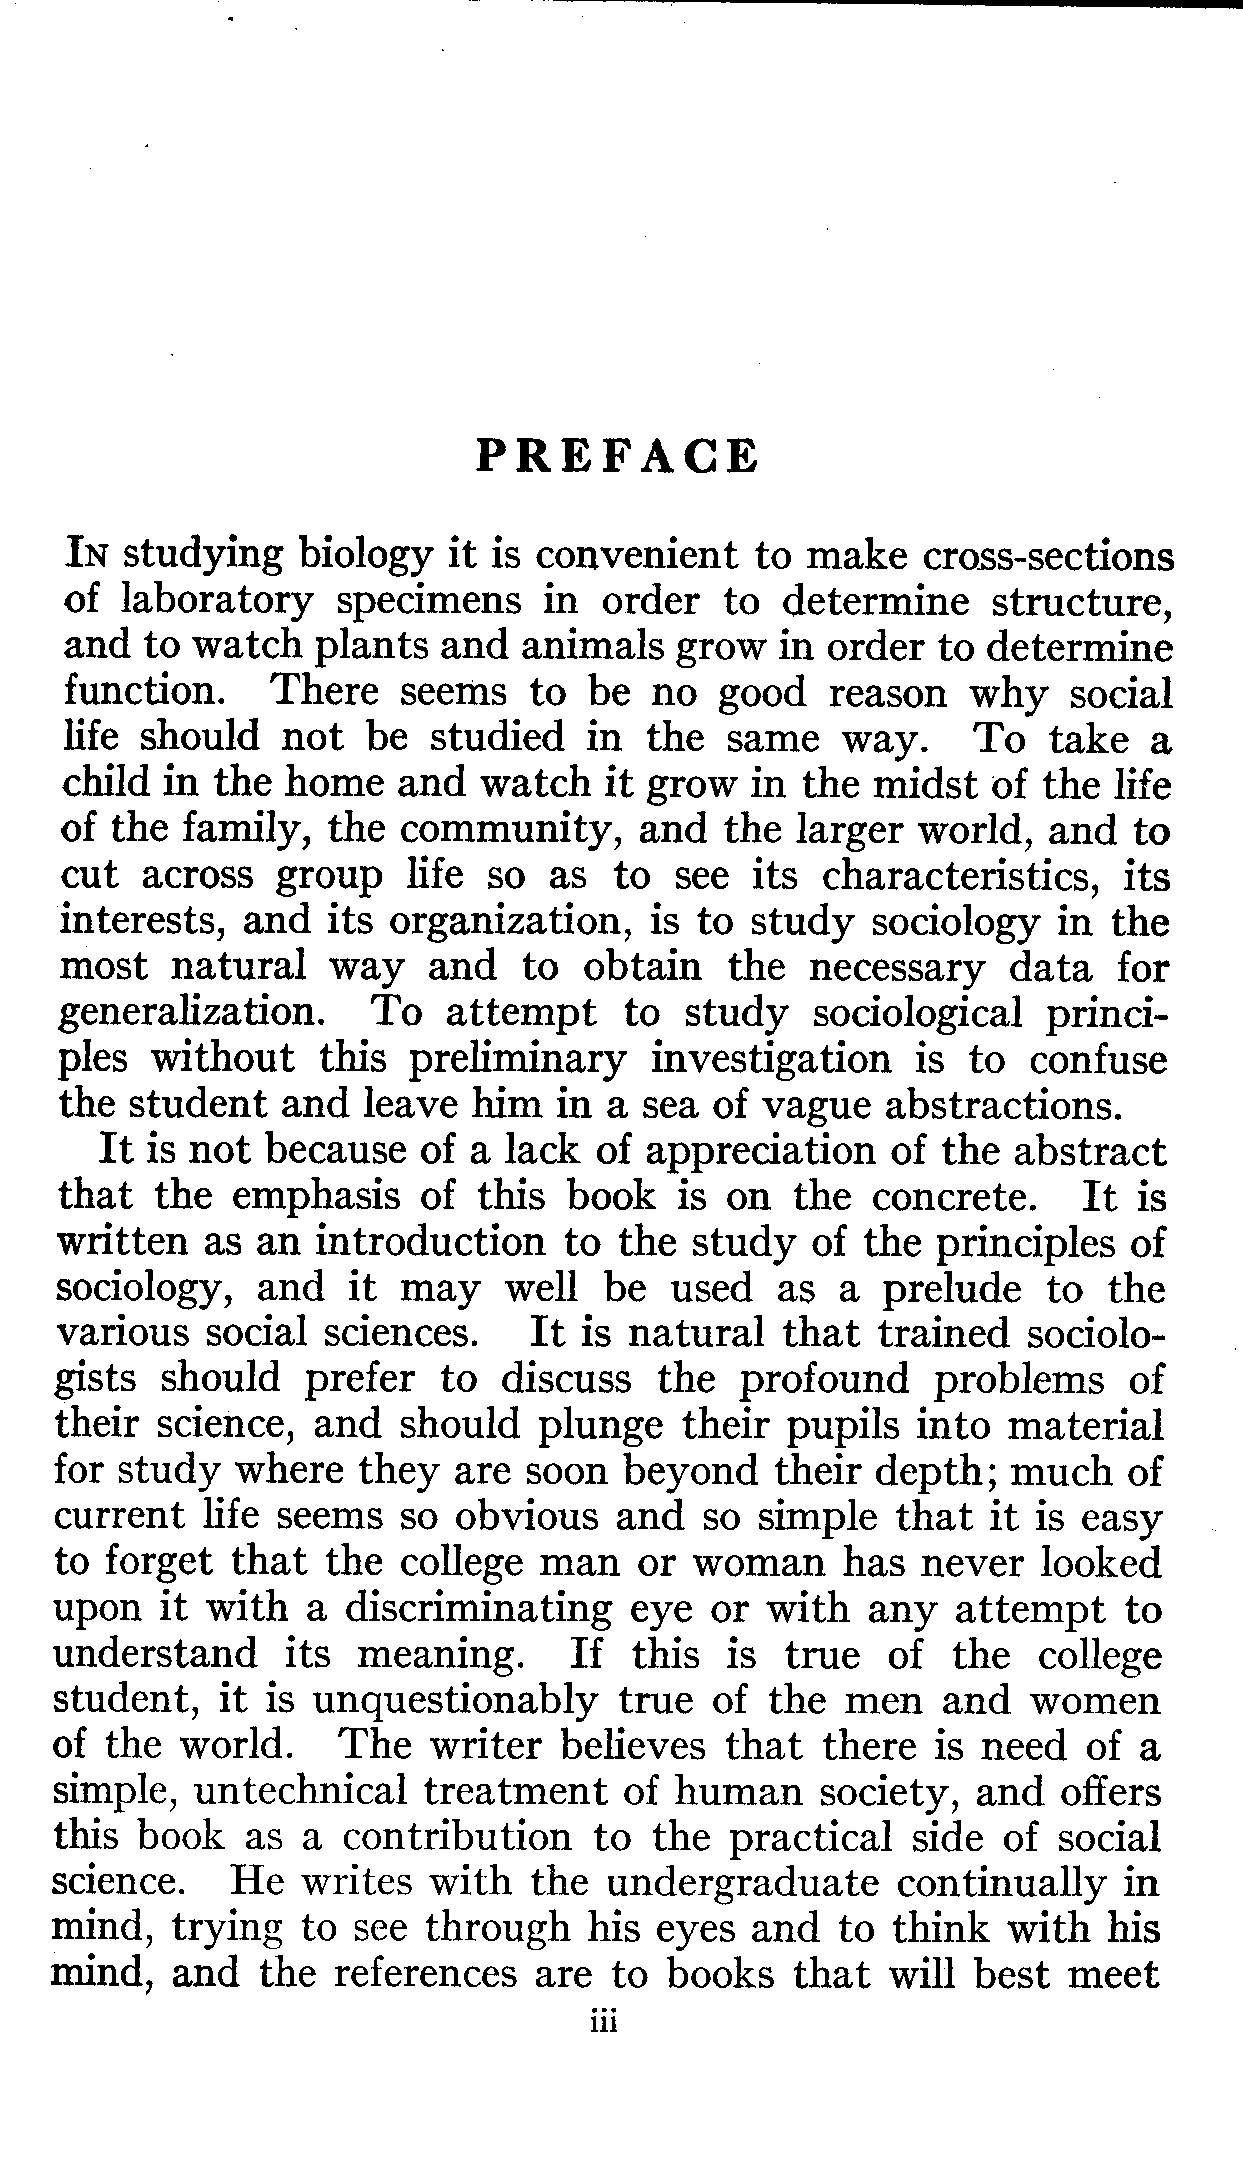 PREFACE
In studying biology it is convenient to make cross-sections
of laboratory specimens in order to determine structure,
and to watch plants and animals grow in order to determine
function. There seems to be no good reason why social
life should not be studied in the same way. To take a
child in the home and watch it grow in the midst of the life
of the family, the community, and the larger world, and to
cut across group life so as to see its characteristics, its
interests, and its organization, is to study sociology in the
most natural way and to obtain the necessary data for
generalization. To attempt to study sociological princi-
ples without this preliminary investigation is to confuse
the student and leave him in a sea of vague abstractions.
It is not because of a lack of appreciation of the abstract
that the emphasis of this book is on the concrete. It is
written as an introduction to the study of the principles of
sociology, and it may well be used as a prelude to the
various social sciences. It is natural that trained sociolo-
gists should prefer to discuss the profound problems of
their science, and should plunge their pupils into material
for study where they are soon beyond their depth; much of
current life seems so obvious and so simple that it is easy
to forget that the college man or woman has never looked
upon it with a discriminating eye or with any attempt to
understand its meaning. If this is true of the college
student, it is unquestionably true of the men and women
of the world. The writer believes that there is need of a
simple, untechnical treatment of human society, and offers
this book as a contribution to the practical side of social
science. He writes with the undergraduate continually in
mind, trying to see through his eyes and to think with his
mind, and the references are to books that will best meet
iii